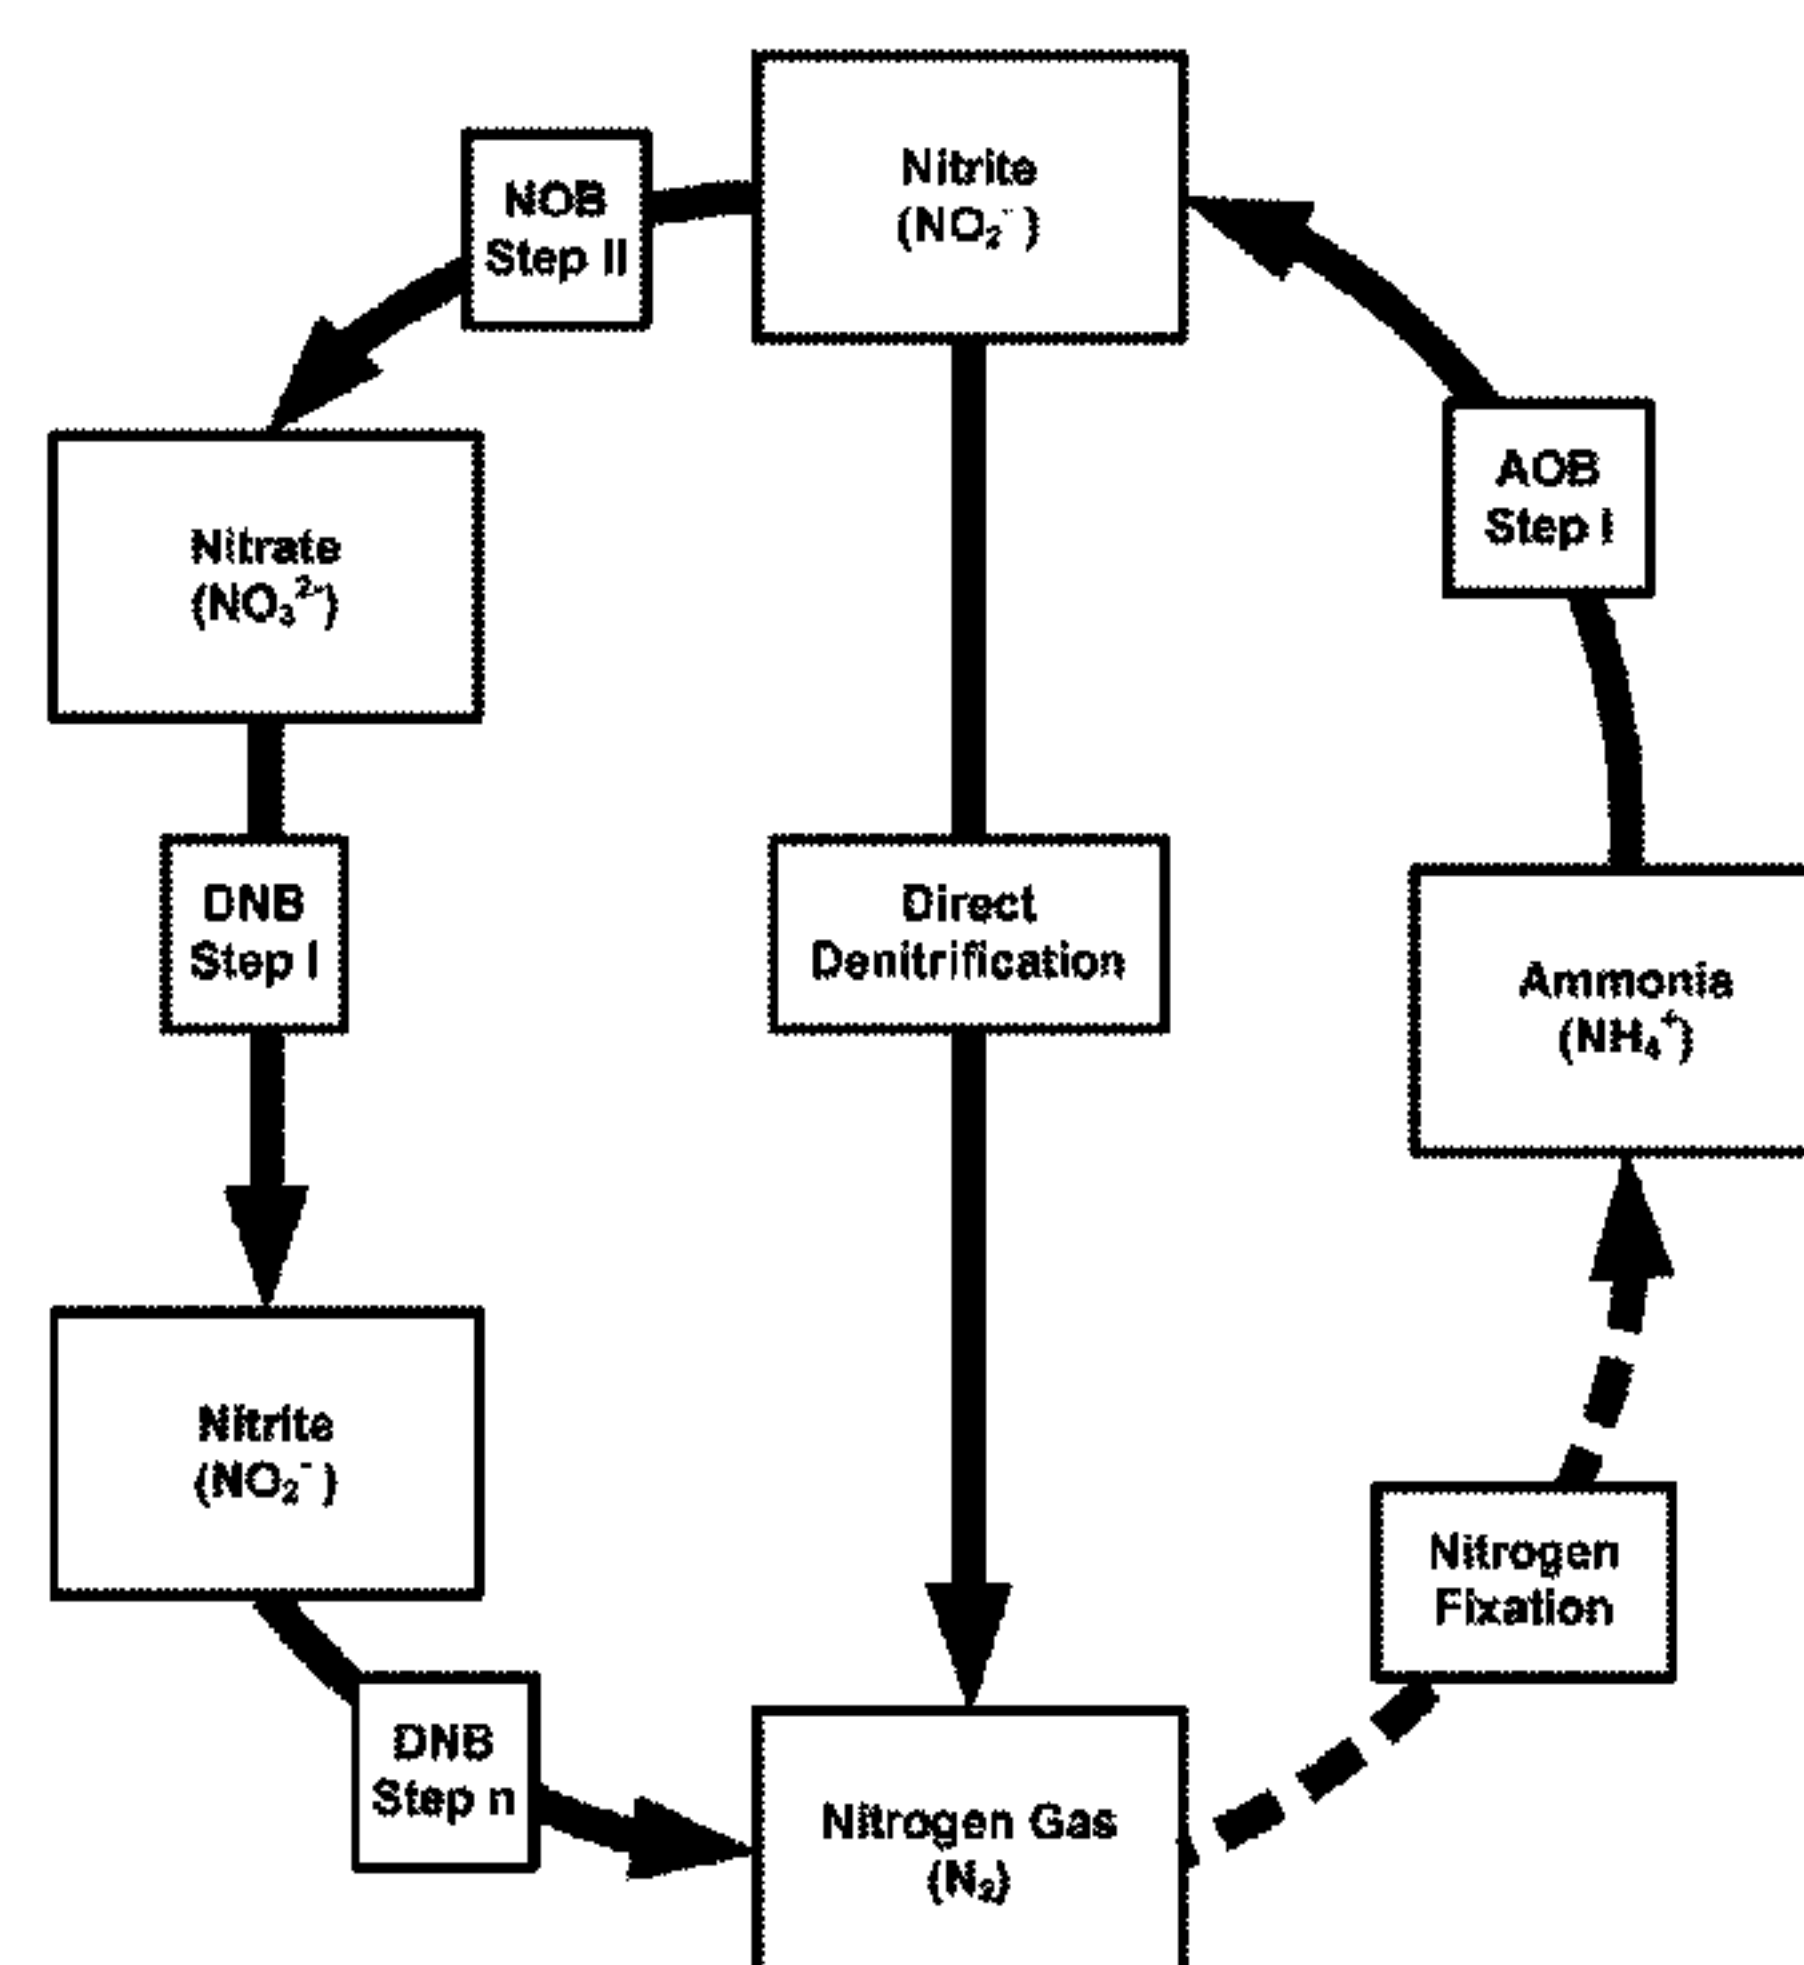 Nitrite
(NO₂⁻)
NOB
Step II
AOB
Step I
Nitrate
(NO₃²⁻)
DNB
Step I
Direct
Denitrification
Ammonia
(NH₄⁺)
Nitrite
(NO₂⁻)
Nitrogen
Fixation
DNB
Step n
Nitrogen Gas
(N₂)